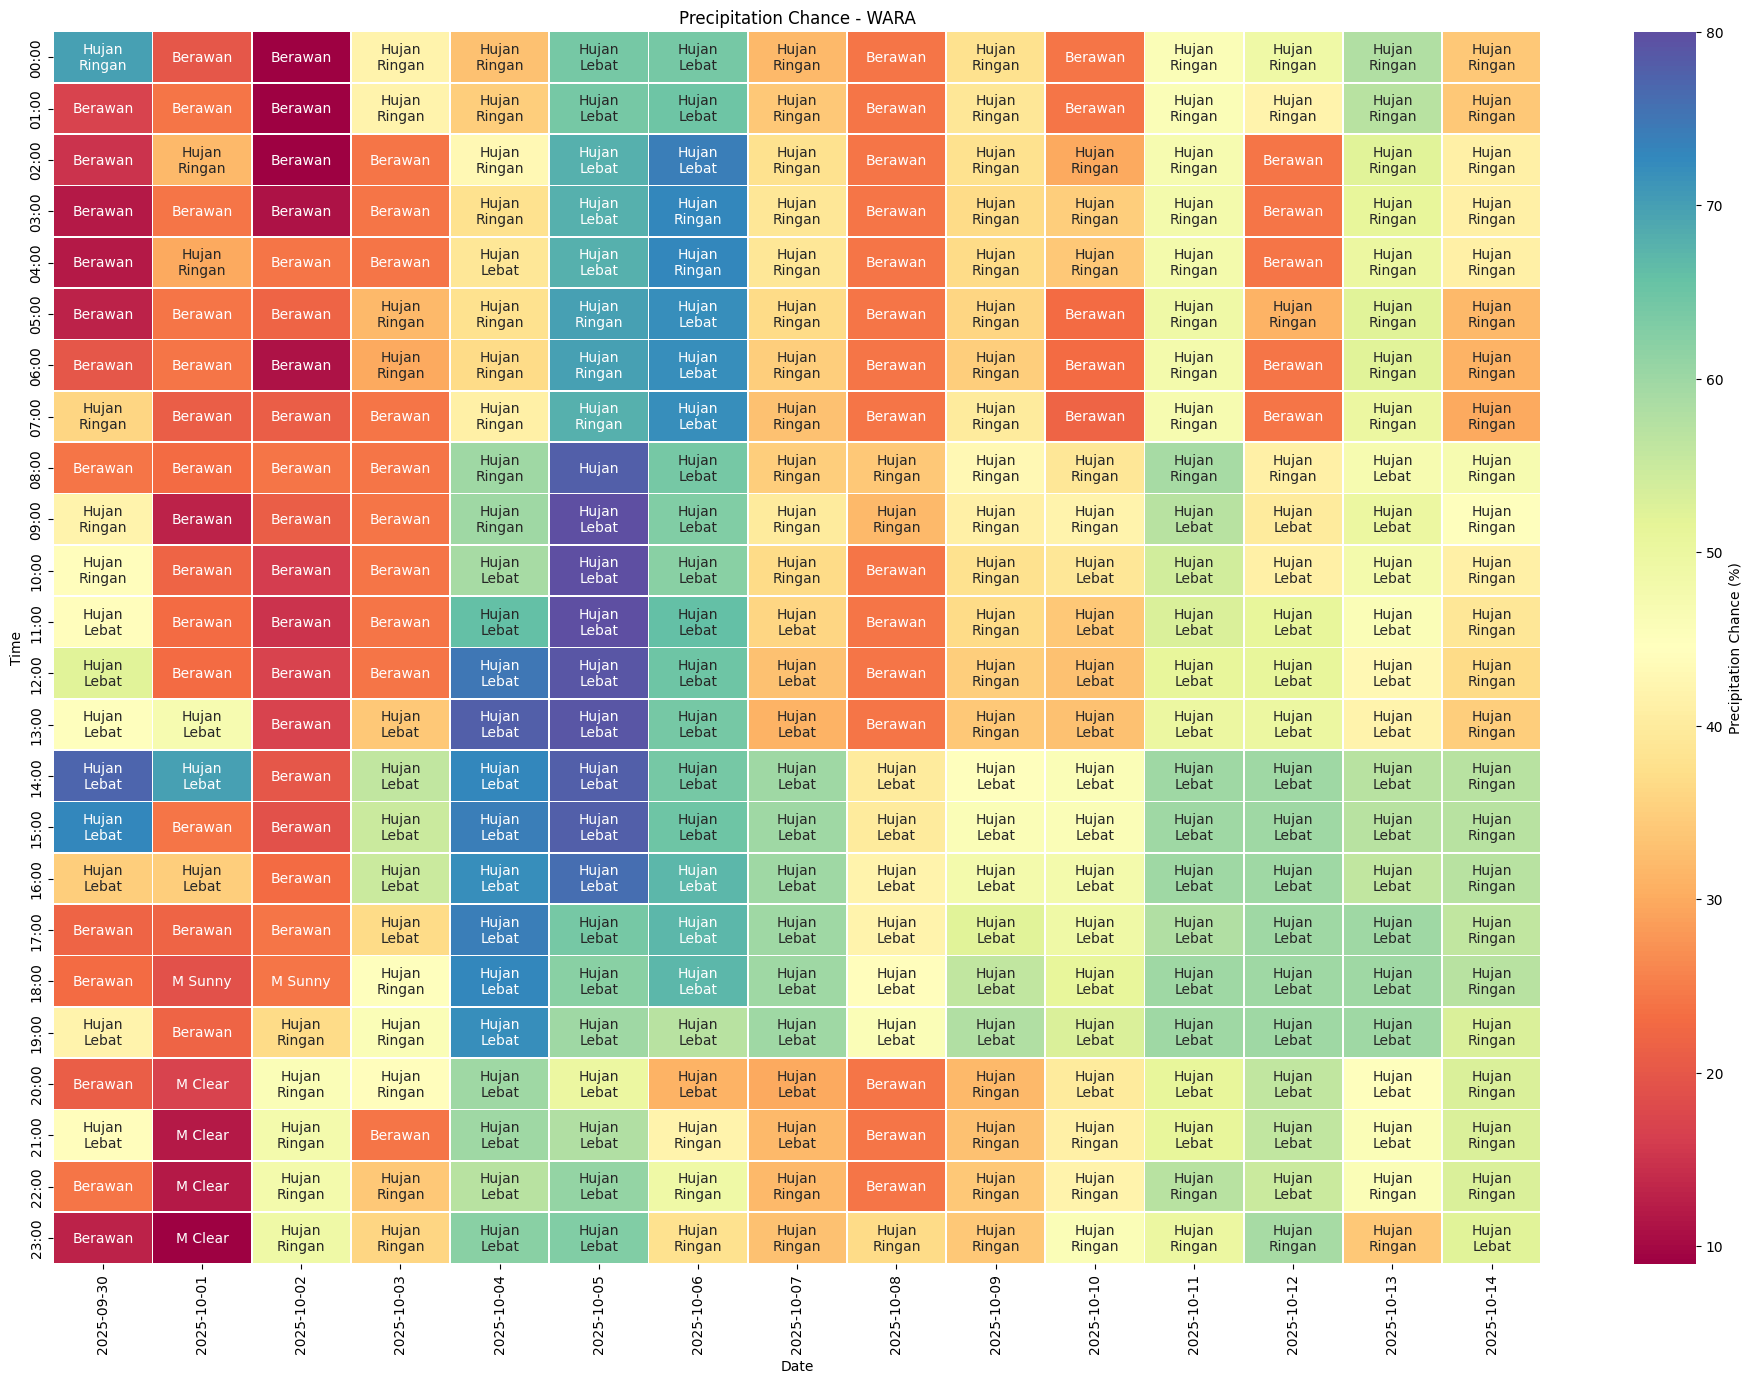 Precipitation Chance - WARA
00:00 Hujan Ringan Berawan Berawan Hujan Ringan Hujan Ringan Hujan Lebat Hujan Lebat Hujan Ringan Berawan Hujan Ringan Berawan Hujan Ringan Hujan Ringan Hujan Ringan Hujan Ringan
01:00 Berawan Berawan Berawan Hujan Ringan Hujan Ringan Hujan Lebat Hujan Lebat Hujan Ringan Berawan Hujan Ringan Berawan Hujan Ringan Hujan Ringan Hujan Ringan Hujan Ringan
02:00 Berawan Hujan Ringan Berawan Berawan Hujan Ringan Hujan Lebat Hujan Lebat Hujan Ringan Berawan Hujan Ringan Hujan Ringan Hujan Ringan Berawan Hujan Ringan Hujan Ringan
03:00 Berawan Berawan Berawan Berawan Hujan Ringan Hujan Lebat Hujan Ringan Hujan Ringan Berawan Hujan Ringan Hujan Ringan Hujan Ringan Berawan Hujan Ringan Hujan Ringan
04:00 Berawan Hujan Ringan Berawan Berawan Hujan Lebat Hujan Lebat Hujan Ringan Hujan Ringan Berawan Hujan Ringan Hujan Ringan Hujan Ringan Berawan Hujan Ringan Hujan Ringan
05:00 Berawan Berawan Berawan Hujan Ringan Hujan Ringan Hujan Ringan Hujan Lebat Hujan Ringan Berawan Hujan Ringan Berawan Hujan Ringan Hujan Ringan Hujan Ringan Hujan Ringan
06:00 Berawan Berawan Berawan Hujan Ringan Hujan Ringan Hujan Ringan Hujan Lebat Hujan Ringan Berawan Hujan Ringan Berawan Hujan Ringan Berawan Hujan Ringan Hujan Ringan
07:00 Hujan Ringan Berawan Berawan Berawan Hujan Ringan Hujan Ringan Hujan Lebat Hujan Ringan Berawan Hujan Ringan Berawan Hujan Ringan Berawan Hujan Ringan Hujan Ringan
08:00 Berawan Berawan Berawan Berawan Hujan Ringan Hujan Hujan Lebat Hujan Ringan Hujan Ringan Hujan Ringan Hujan Ringan Hujan Ringan Hujan Ringan Hujan Lebat Hujan Ringan
09:00 Hujan Ringan Berawan Berawan Berawan Hujan Ringan Hujan Lebat Hujan Lebat Hujan Ringan Hujan Ringan Hujan Ringan Hujan Ringan Hujan Lebat Hujan Lebat Hujan Lebat Hujan Ringan
10:00 Hujan Ringan Berawan Berawan Berawan Hujan Lebat Hujan Lebat Hujan Lebat Hujan Ringan Berawan Hujan Ringan Hujan Lebat Hujan Lebat Hujan Lebat Hujan Lebat Hujan Ringan
11:00 Hujan Lebat Berawan Berawan Berawan Hujan Lebat Hujan Lebat Hujan Lebat Hujan Lebat Berawan Hujan Ringan Hujan Lebat Hujan Lebat Hujan Lebat Hujan Lebat Hujan Ringan
12:00 Hujan Lebat Berawan Berawan Berawan Hujan Lebat Hujan Lebat Hujan Lebat Hujan Lebat Berawan Hujan Ringan Hujan Lebat Hujan Lebat Hujan Lebat Hujan Lebat Hujan Ringan
13:00 Hujan Lebat Hujan Lebat Berawan Hujan Lebat Hujan Lebat Hujan Lebat Hujan Lebat Hujan Lebat Berawan Hujan Ringan Hujan Lebat Hujan Lebat Hujan Lebat Hujan Lebat Hujan Ringan
14:00 Hujan Lebat Hujan Lebat Berawan Hujan Lebat Hujan Lebat Hujan Lebat Hujan Lebat Hujan Lebat Hujan Lebat Hujan Lebat Hujan Lebat Hujan Lebat Hujan Lebat Hujan Lebat Hujan Ringan
15:00 Hujan Lebat Berawan Berawan Hujan Lebat Hujan Lebat Hujan Lebat Hujan Lebat Hujan Lebat Hujan Lebat Hujan Lebat Hujan Lebat Hujan Lebat Hujan Lebat Hujan Lebat Hujan Ringan
16:00 Hujan Lebat Hujan Lebat Berawan Hujan Lebat Hujan Lebat Hujan Lebat Hujan Lebat Hujan Lebat Hujan Lebat Hujan Lebat Hujan Lebat Hujan Lebat Hujan Lebat Hujan Lebat Hujan Ringan
17:00 Berawan Berawan Berawan Hujan Lebat Hujan Lebat Hujan Lebat Hujan Lebat Hujan Lebat Hujan Lebat Hujan Lebat Hujan Lebat Hujan Lebat Hujan Lebat Hujan Lebat Hujan Ringan
18:00 Berawan M Sunny M Sunny Hujan Ringan Hujan Lebat Hujan Lebat Hujan Lebat Hujan Lebat Hujan Lebat Hujan Lebat Hujan Lebat Hujan Lebat Hujan Lebat Hujan Lebat Hujan Ringan
19:00 Hujan Lebat Berawan Hujan Ringan Hujan Ringan Hujan Lebat Hujan Lebat Hujan Lebat Hujan Lebat Hujan Lebat Hujan Lebat Hujan Lebat Hujan Lebat Hujan Lebat Hujan Lebat Hujan Ringan
20:00 Berawan M Clear Hujan Ringan Hujan Ringan Hujan Lebat Hujan Lebat Hujan Lebat Hujan Lebat Berawan Hujan Ringan Hujan Lebat Hujan Lebat Hujan Lebat Hujan Lebat Hujan Ringan
21:00 Hujan Lebat M Clear Hujan Ringan Berawan Hujan Lebat Hujan Lebat Hujan Ringan Hujan Lebat Berawan Hujan Ringan Hujan Ringan Hujan Lebat Hujan Lebat Hujan Lebat Hujan Ringan
22:00 Berawan M Clear Hujan Ringan Hujan Ringan Hujan Lebat Hujan Lebat Hujan Ringan Hujan Ringan Berawan Hujan Ringan Hujan Ringan Hujan Ringan Hujan Lebat Hujan Ringan Hujan Ringan
23:00 Berawan M Clear Hujan Ringan Hujan Ringan Hujan Lebat Hujan Lebat Hujan Ringan Hujan Ringan Hujan Ringan Hujan Ringan Hujan Ringan Hujan Ringan Hujan Ringan Hujan Ringan Hujan Lebat
Time
2025-09-30 2025-10-01 2025-10-02 2025-10-03 2025-10-04 2025-10-05 2025-10-06 2025-10-07 2025-10-08 2025-10-09 2025-10-10 2025-10-11 2025-10-12 2025-10-13 2025-10-14
Date
80
70
60
50
40
30
20
10
Precipitation Chance (%)